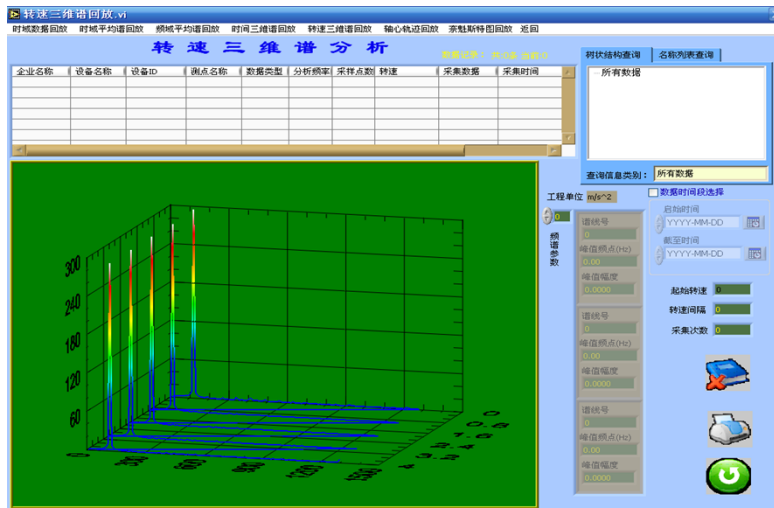 转速三维谱回放.vi
时域数据回放 时域平均谱回放 频域平均谱回放 时间三维谱回放 转速三维谱回放 轴心轨迹回放 奈魁斯特图回放 返回
转 速 三 维 谱 分 析
企业名称 设备名称 设备ID 测点名称 数据类型 分析频率 采样点数 转速 采集数据 采集时间
树状结构查询 名称列表查询
所有数据
查询信息类别： 所有数据
工程单位 m/s^2
数据时间段选择
0
频谱参数
启始时间
YYYY-MM-DD
截至时间
YYYY-MM-DD
谱线号
0
峰值频点(Hz)
0.00
峰值幅度
0.0000
谱线号
0
峰值频点(Hz)
0.00
峰值幅度
0.0000
谱线号
0
峰值频点(Hz)
0.00
峰值幅度
0.0000
起始转速 0
转速间隔 0
采集次数 0
300
240
180
120
60
0 300 600 900 1200 1500
0
0.8
1.6
2.4
3.2
4